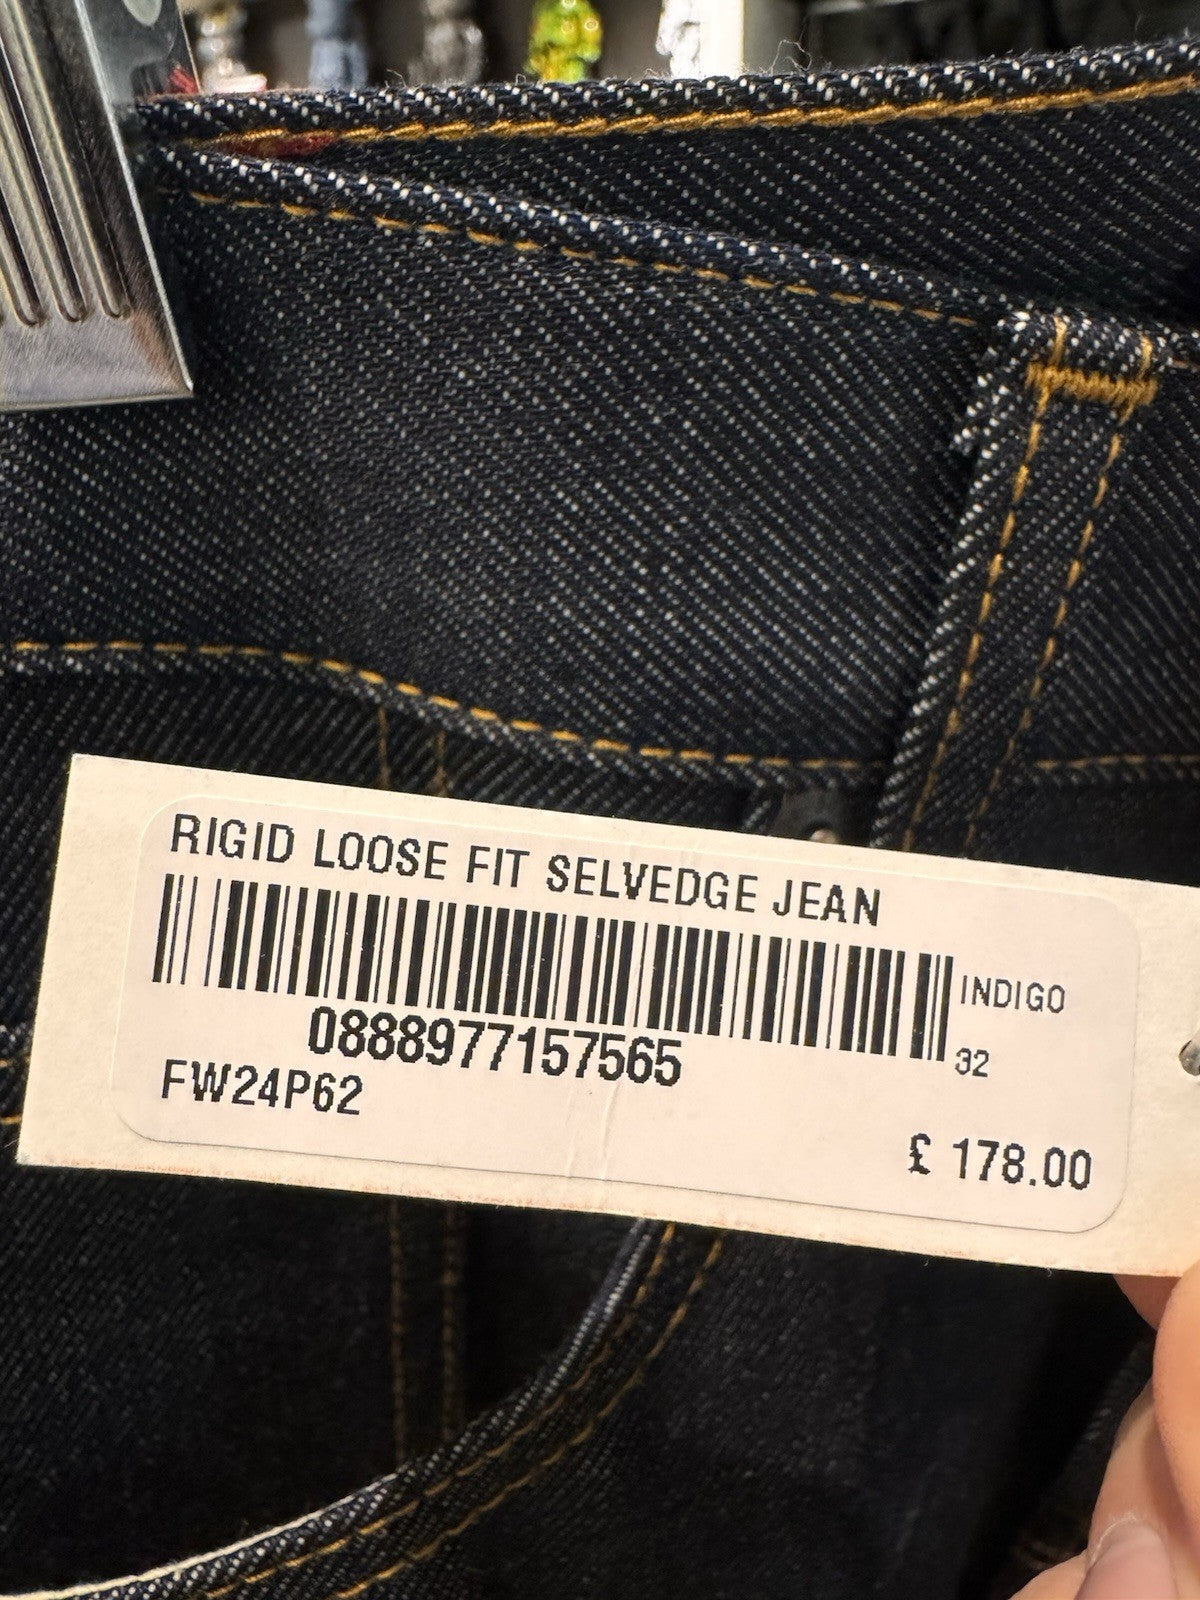 RIGID LOOSE FIT SELVEDGE JEAN
INDIGO
32
0888977157565
FW24P62
£ 178.00